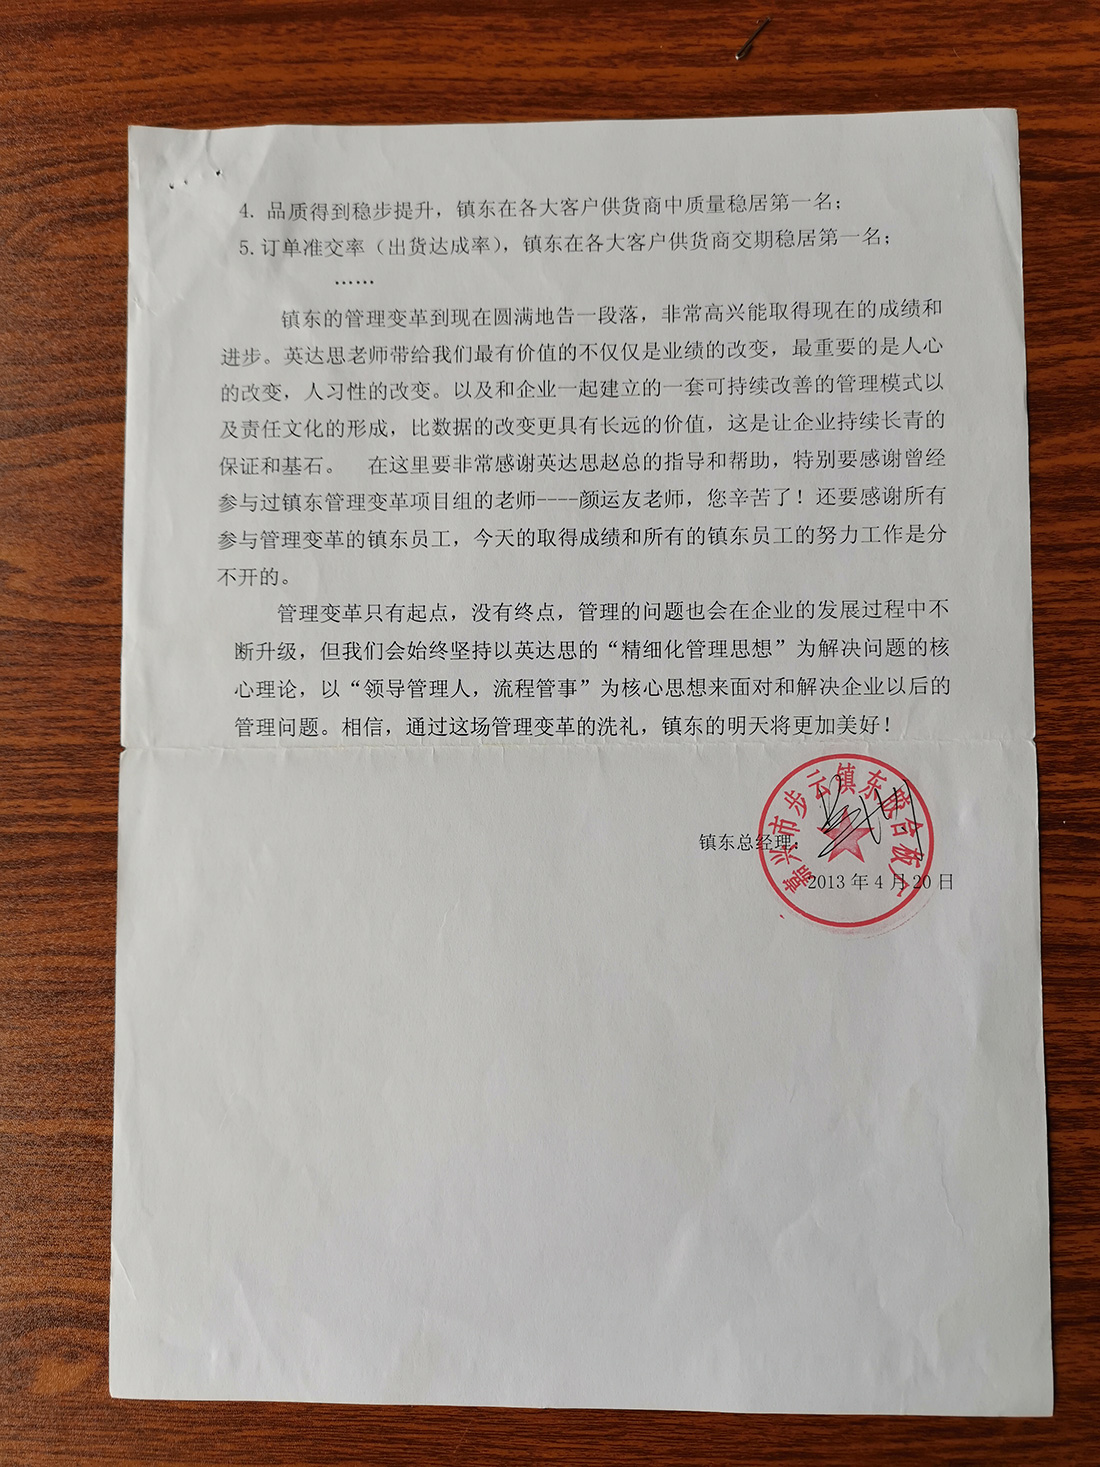 4. 品质得到稳步提升，镇东在各大客户供货商中质量稳居第一名；
5.订单准交率（出货达成率），镇东在各大客户供货商交期稳居第一名；
……
镇东的管理变革到现在圆满地告一段落，非常高兴能取得现在的成绩和
进步。英达思老师带给我们最有价值的不仅仅是业绩的改变，最重要的是人心
的改变，人习性的改变。以及和企业一起建立的一套可持续改善的管理模式以
及责任文化的形成，比数据的改变更具有长远的价值，这是让企业持续长青的
保证和基石。 在这里要非常感谢英达思赵总的指导和帮助，特别要感谢曾经
参与过镇东管理变革项目组的老师----颜运友老师，您辛苦了！还要感谢所有
参与管理变革的镇东员工，今天的取得成绩和所有的镇东员工的努力工作是分
不开的。
管理变革只有起点，没有终点，管理的问题也会在企业的发展过程中不
断升级，但我们会始终坚持以英达思的“精细化管理思想”为解决问题的核
心理论，以“领导管理人，流程管事”为核心思想来面对和解决企业以后的
管理问题。相信，通过这场管理变革的洗礼，镇东的明天将更加美好！
嘉兴市步云镇东胶合板厂
镇东总经理：
2013 年 4 月 20 日